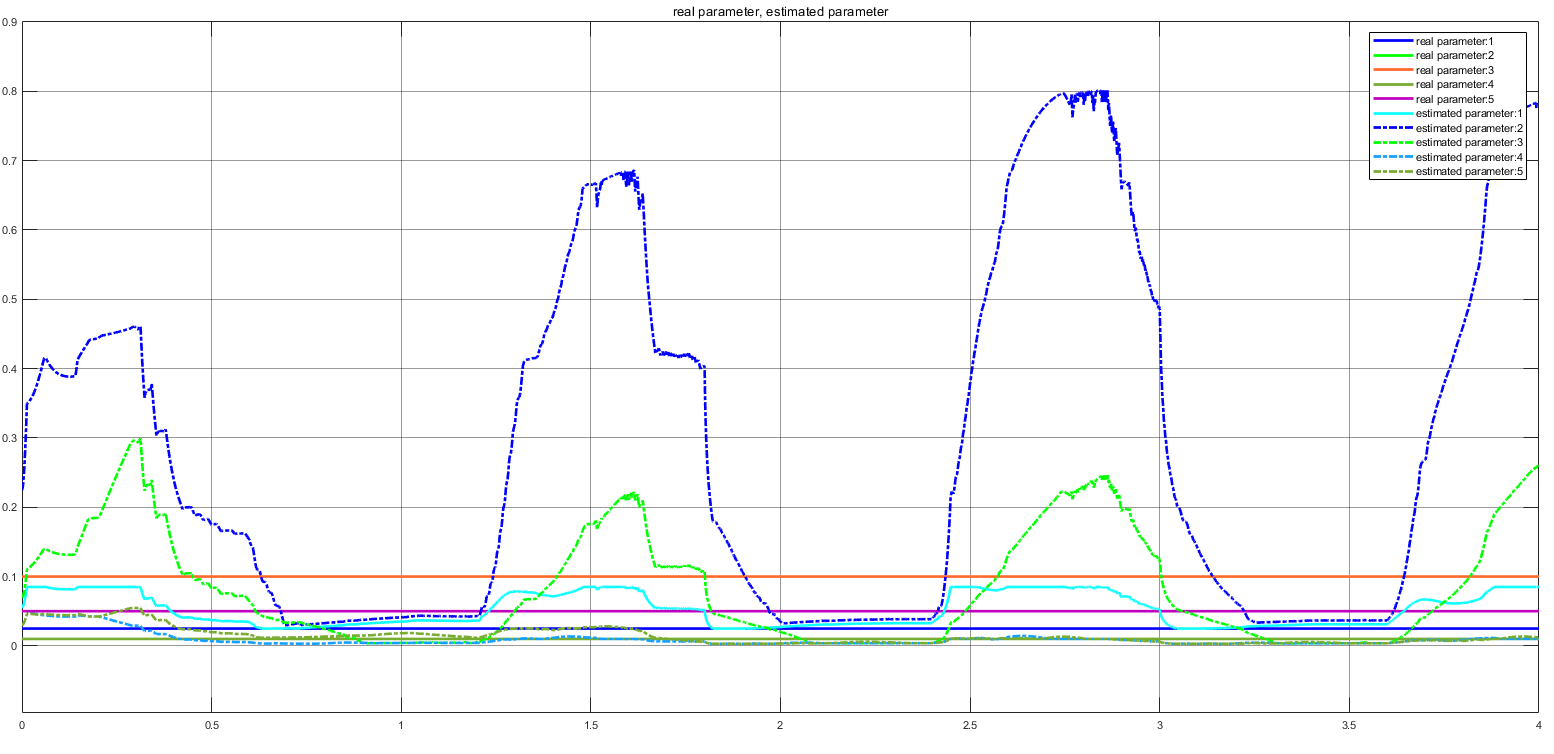 real parameter, estimated parameter
0.9
0.8
0.7
0.6
0.5
0.4
0.3
0.2
0.1
0
real parameter:1
real parameter:2
real parameter:3
real parameter:4
real parameter:5
estimated parameter:1
estimated parameter:2
estimated parameter:3
estimated parameter:4
estimated parameter:5
0 0.5 1 1.5 2 2.5 3 3.5 4